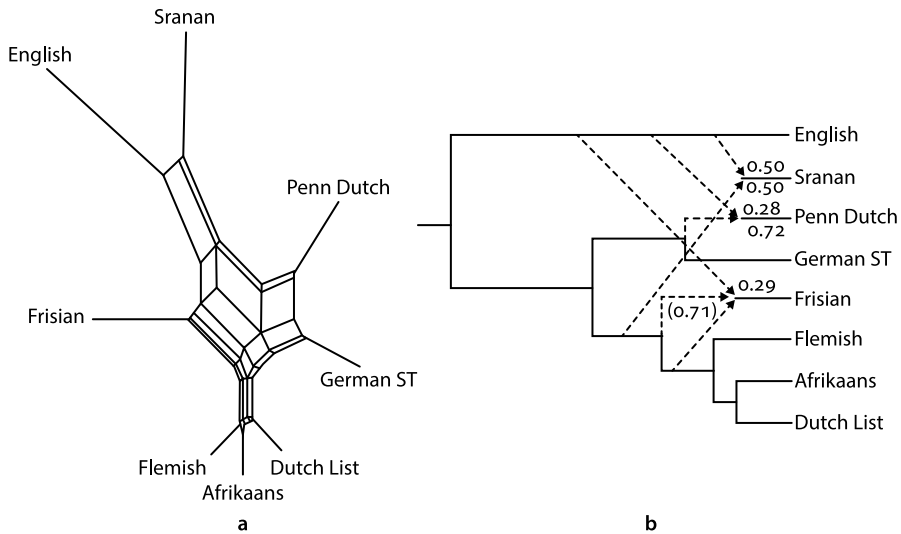 Sranan
English
Penn Dutch
Frisian
German ST
Flemish
Dutch List
Afrikaans
a
English
0.50
Sranan
0.50
0.28
Penn Dutch
0.72
German ST
0.29
Frisian
(0.71)
Flemish
Afrikaans
Dutch List
b